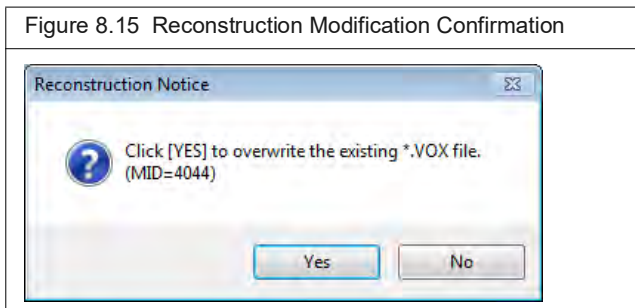 Figure 8.15  Reconstruction Modification Confirmation
Reconstruction Notice
Click [YES] to overwrite the existing *.VOX file.
(MID=4044)
Yes
No